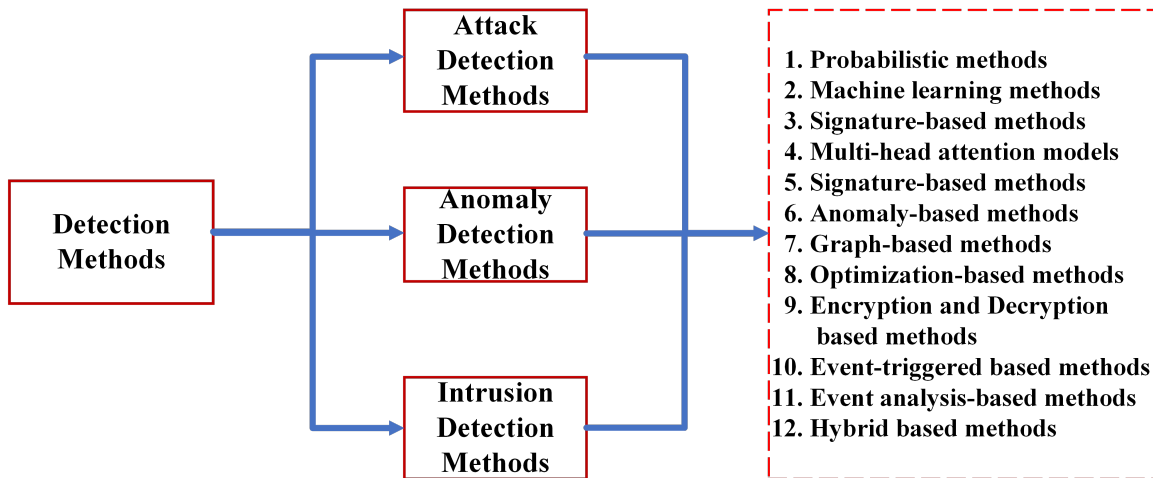 Detection
Methods
Attack
Detection
Methods
Anomaly
Detection
Methods
Intrusion
Detection
Methods
1. Probabilistic methods
2. Machine learning methods
3. Signature-based methods
4. Multi-head attention models
5. Signature-based methods
6. Anomaly-based methods
7. Graph-based methods
8. Optimization-based methods
9. Encryption and Decryption
based methods
10. Event-triggered based methods
11. Event analysis-based methods
12. Hybrid based methods